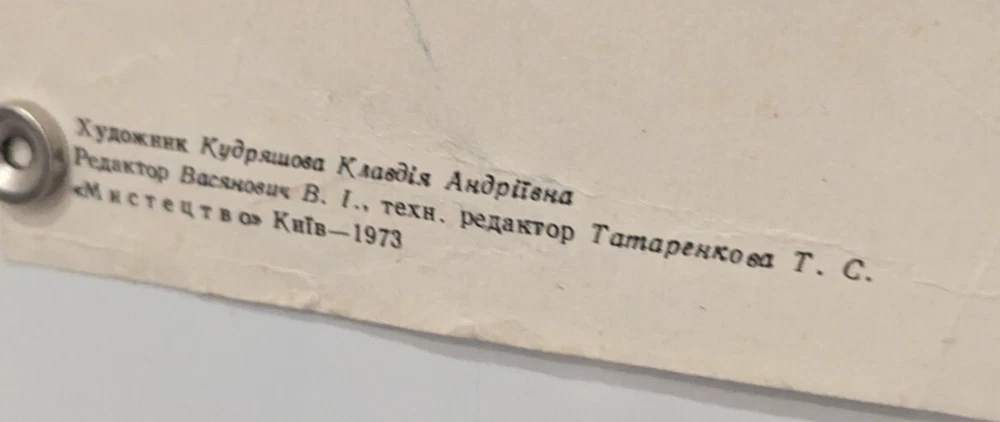 Художник Кудряшова Клавдія Андріївна
Редактор Васянович В. І., техн. редактор Татаренкова Т. С.
«Мистецтво» Київ—1973